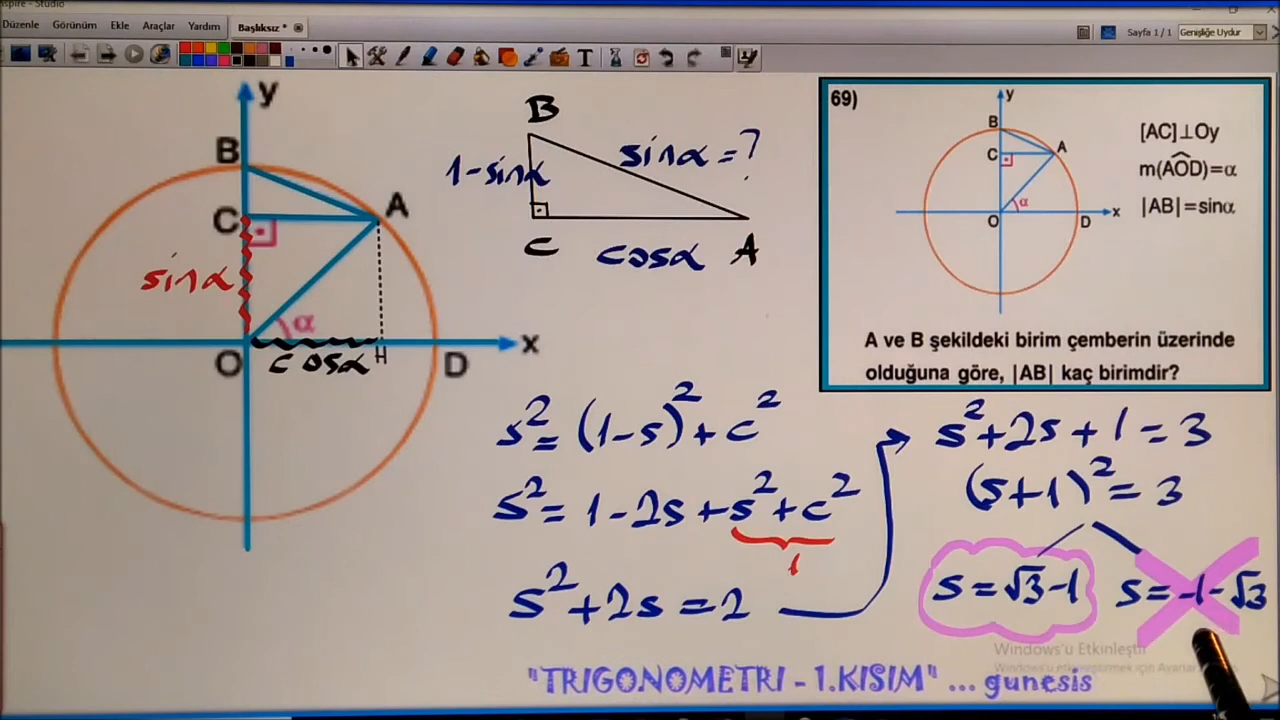 nspire - Studio
Düzenle Görünüm Ekle Araçlar Yardım Başlıksız *
Sayfa 1 / 1 Genişliğe Uydur
y
B
C
A
sinα
α
O
cosα
H
D
x
B
1-sinα
sinα = ?
C
cosα
A
69)
y
B
C
A
α
O
D
x
[AC]⊥Oy
m(AÔD)=α
|AB|=sinα
A ve B şekildeki birim çemberin üzerinde
olduğuna göre, |AB| kaç birimdir?
s² = (1-s)² + c²
s² = 1 - 2s + s² + c²
1
s² + 2s = 2
s² + 2s + 1 = 3
(s+1)² = 3
s = √3 - 1
s = -1 - √3
Windows'u Etkinleştir
"TRIGONOMETRI - 1.KISIM" ... gunesis